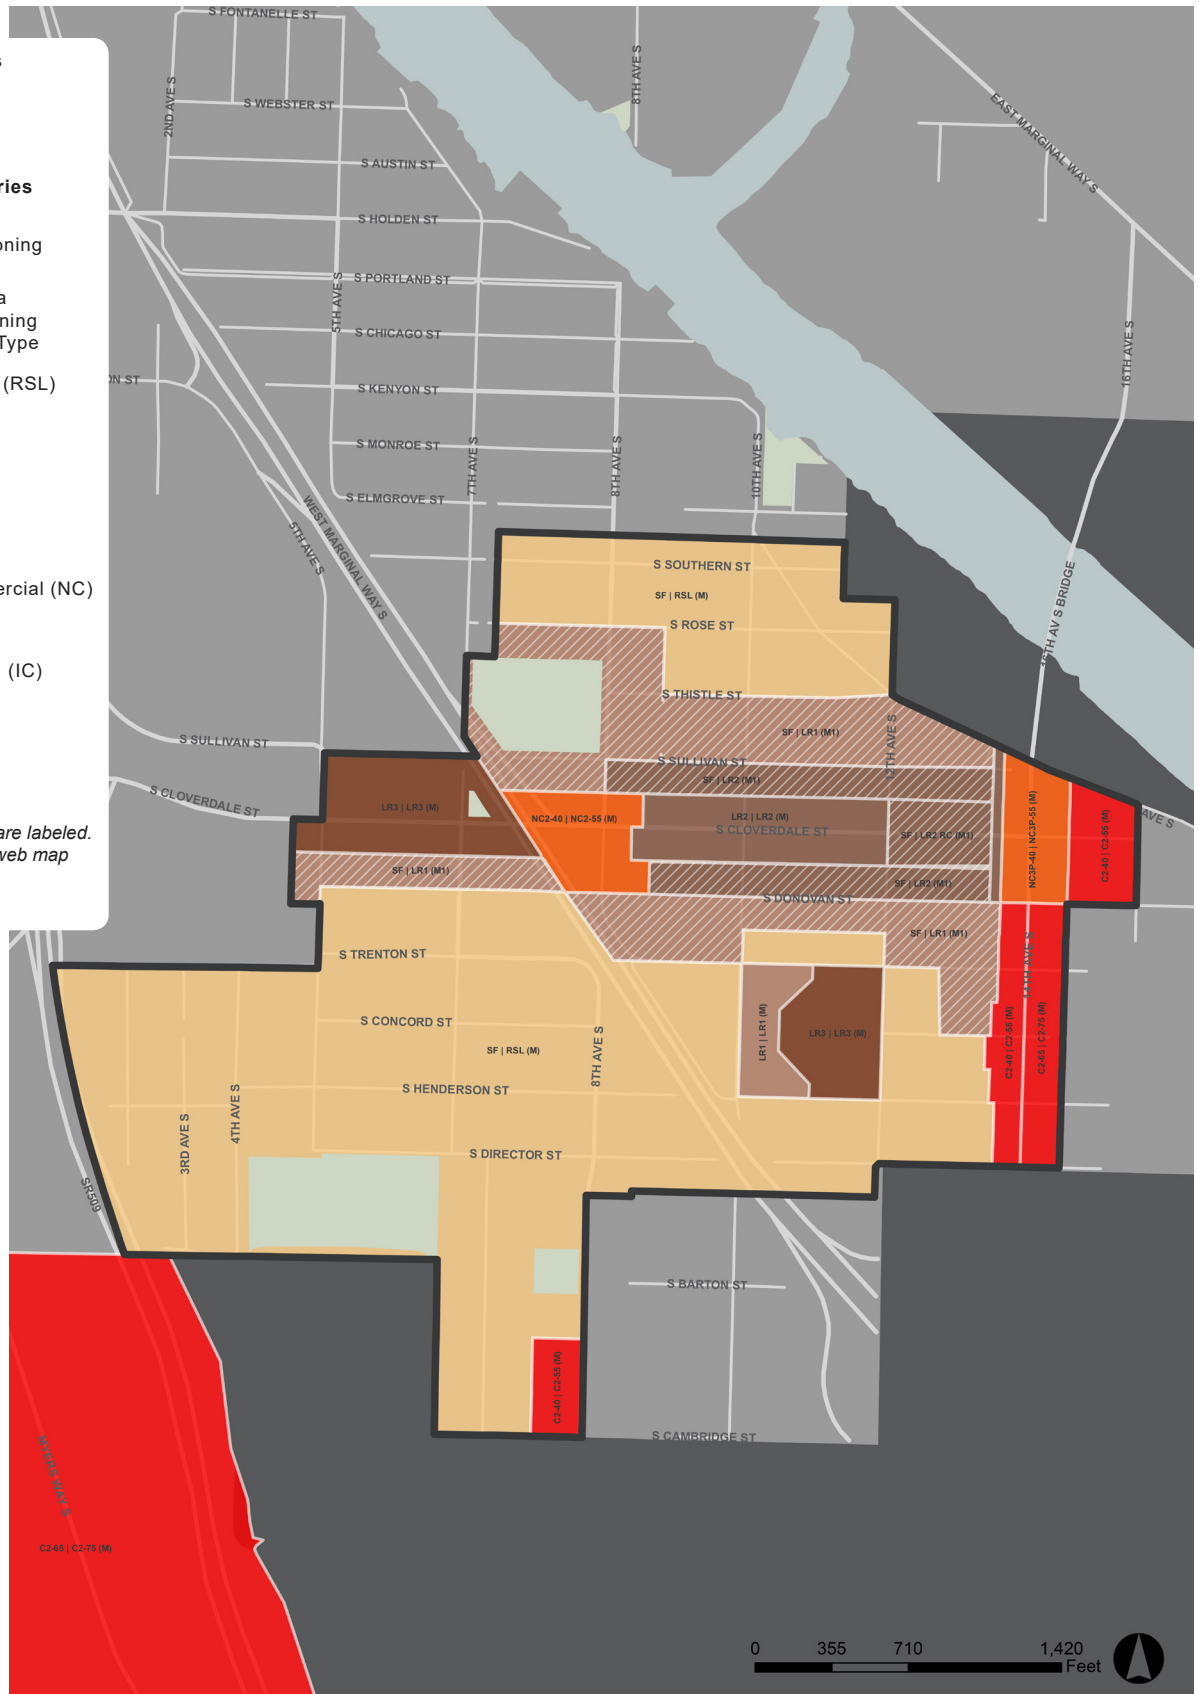 S FONTANELLE ST
s
2ND AVE S
S WEBSTER ST
8TH AVE S
EAST MARGINAL WAY S
S AUSTIN ST
ries
S HOLDEN ST
oning
S PORTLAND ST
5TH AVE S
a
ning
Type
S CHICAGO ST
16TH AVE S
(RSL)
ON ST
S KENYON ST
S MONROE ST
7TH AVE S
8TH AVE S
10TH AVE S
S ELMGROVE ST
WEST MARGINAL WAY S
5TH AVE S
S SOUTHERN ST
ercial (NC)
SF | RSL (M)
16TH AV S BRIDGE
S ROSE ST
(IC)
S THISTLE ST
SF | LR1 (M1)
12TH AVE S
S SULLIVAN ST
S SULLIVAN ST
SF | LR2 (M1)
S CLOVERDALE ST
LR3 | LR3 (M)
NC2-40 | NC2-55 (M)
LR2 | LR2 (M)
S CLOVERDALE ST
SF | LR2 RC (M1)
NC3P-40 | NC3P-55 (M)
C2-40 | C2-55 (M)
AVE S
are labeled.
web map
SF | LR1 (M1)
SF | LR2 (M1)
S DONOVAN ST
SF | LR1 (M1)
S TRENTON ST
14TH AVE S
S CONCORD ST
SF | RSL (M)
8TH AVE S
LR1 | LR1 (M)
LR3 | LR3 (M)
C2-40 | C2-55 (M)
C2-65 | C2-75 (M)
S HENDERSON ST
3RD AVE S
4TH AVE S
S DIRECTOR ST
SR509
S BARTON ST
C2-40 | C2-55 (M)
S CAMBRIDGE ST
MYERS WAY S
C2-65 | C2-75 (M)
0 355 710 1,420
Feet